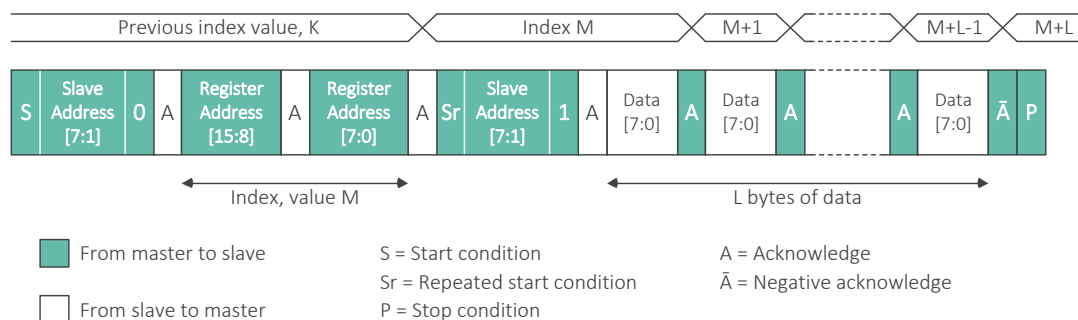 Previous index value, K
Index M
M+1
M+L-1
M+L
S
Slave
Address
[7:1]
0
A
Register
Address
[15:8]
A
Register
Address
[7:0]
A
Sr
Slave
Address
[7:1]
1
A
Data
[7:0]
A
Data
[7:0]
A
A
Data
[7:0]
Ā
P
Index, value M
L bytes of data
From master to slave
S = Start condition
A = Acknowledge
Sr = Repeated start condition
Ā = Negative acknowledge
From slave to master
P = Stop condition